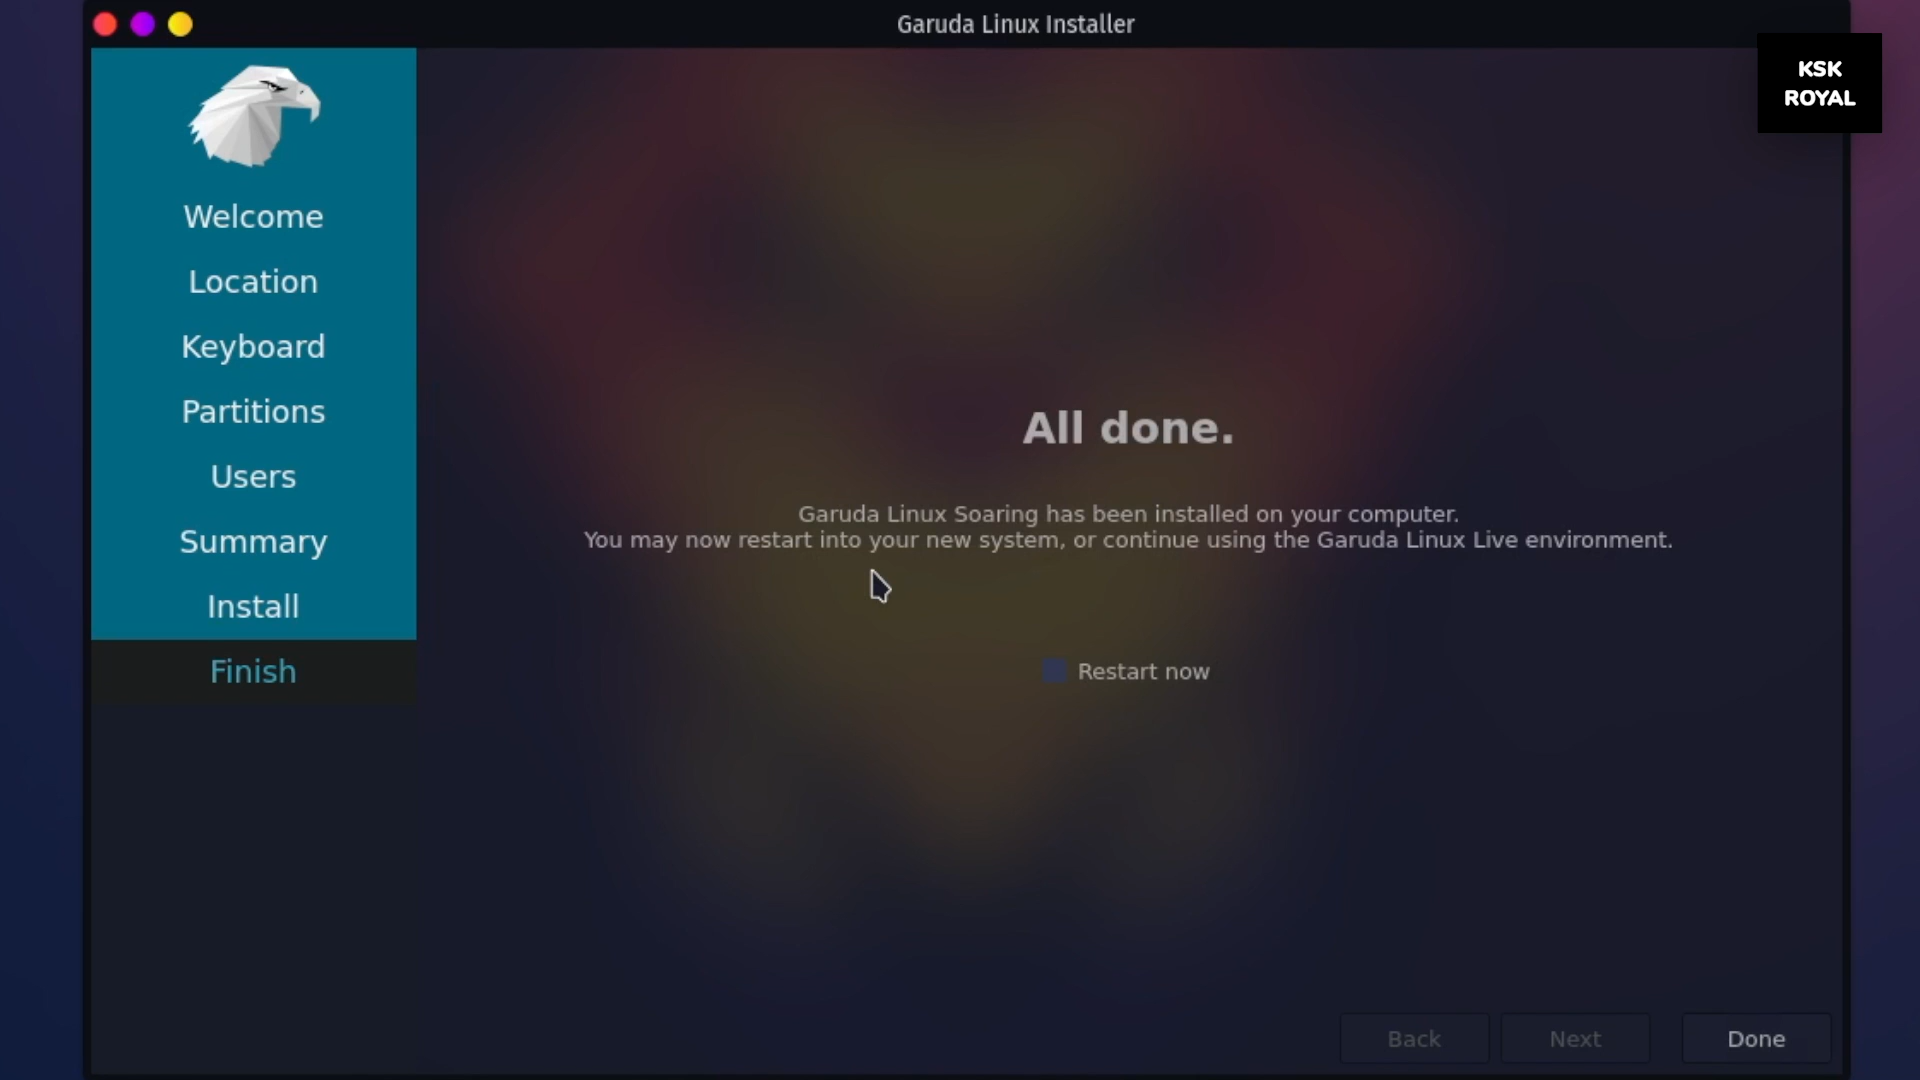 Garuda Linux Installer
KSK
ROYAL
Welcome
Location
Keyboard
Partitions
Users
Summary
Install
Finish
All done.
Garuda Linux Soaring has been installed on your computer.
You may now restart into your new system, or continue using the Garuda Linux Live environment.
Restart now
Back
Next
Done